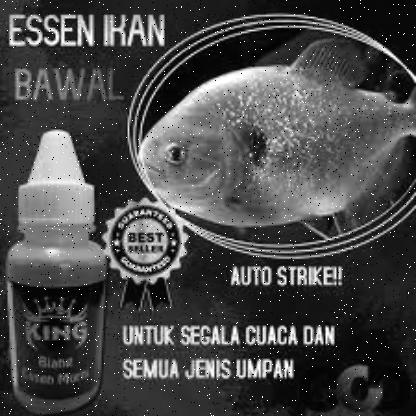 ESSEN IKAN
BAWAL
GUARANTEED
BEST
SELLER
GUARANTEED
AUTO STRIKE!!
KING
UNTUK SEGALA CUACA DAN
SEMUA JENIS UMPAN